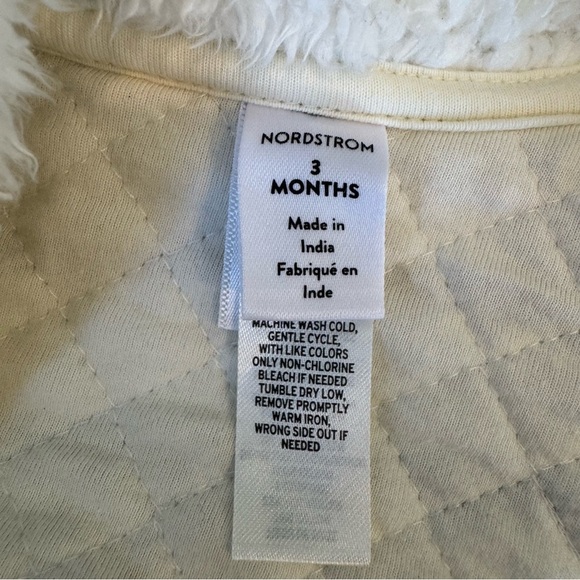 NORDSTROM
3
MONTHS
Made in
India
Fabriqué en
Inde
MACHINE WASH COLD,
GENTLE CYCLE,
WITH LIKE COLORS
ONLY NON-CHLORINE
BLEACH IF NEEDED
TUMBLE DRY LOW,
REMOVE PROMPTLY
WARM IRON,
WRONG SIDE OUT IF
NEEDED